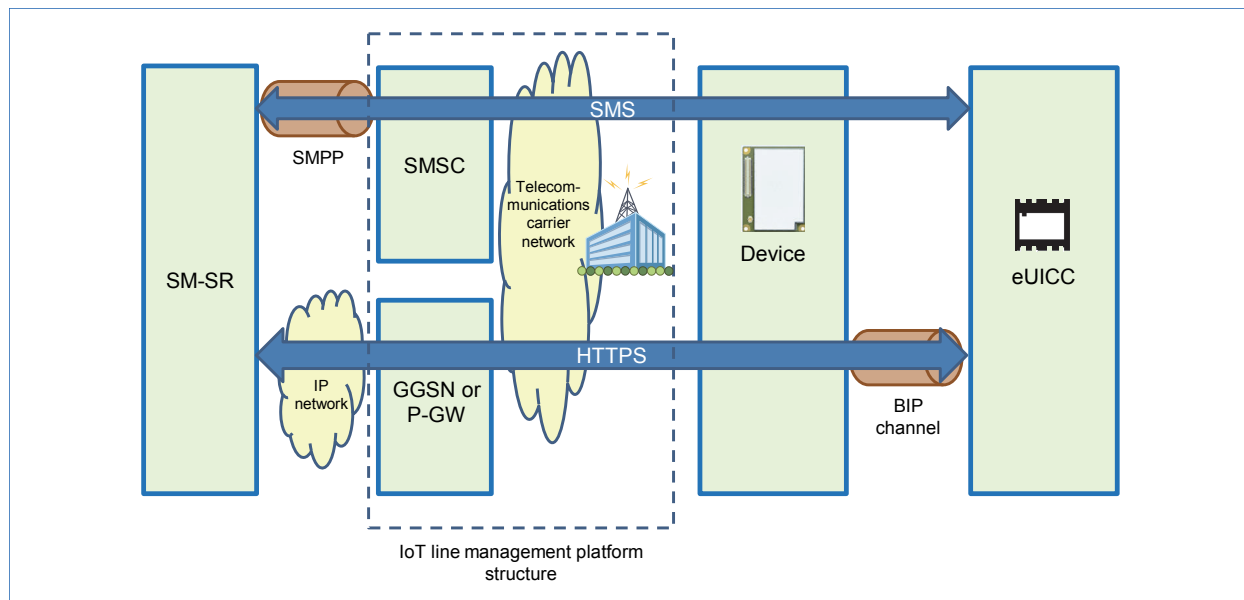 SMS
SMPP
SMSC
Telecom-
munications
carrier
network
Device
SM-SR
eUICC
HTTPS
IP
network
GGSN or
P-GW
BIP
channel
IoT line management platform
structure